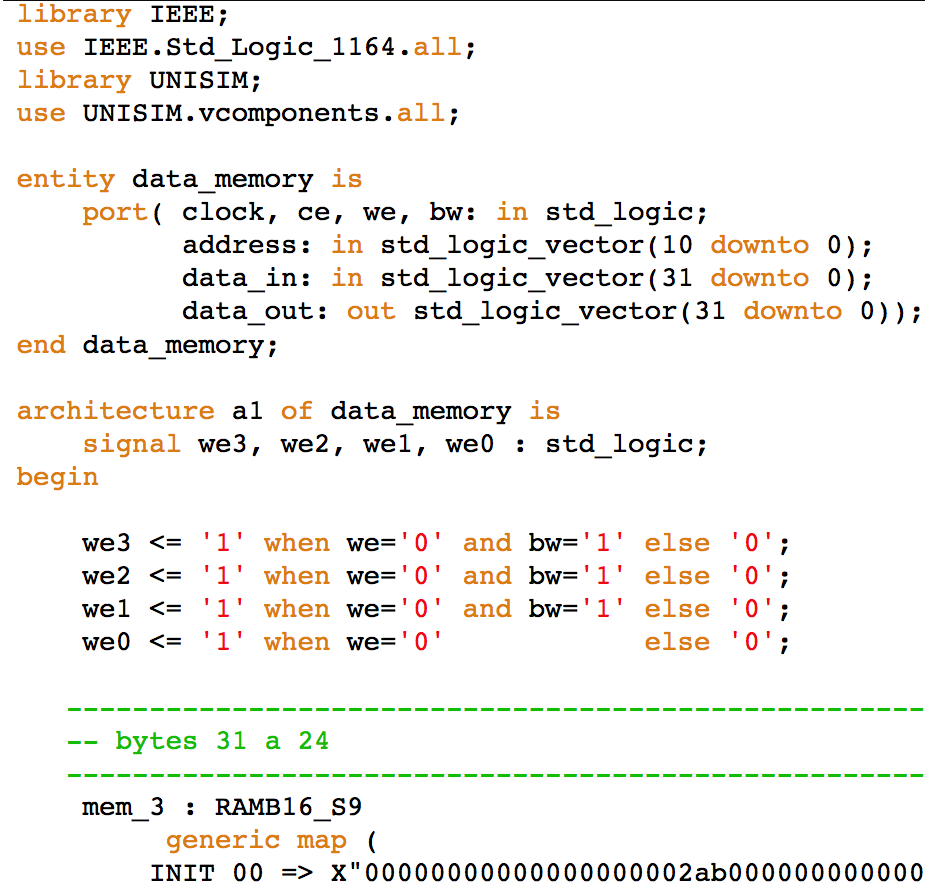 library IEEE;
use IEEE.Std_Logic_1164.all;
library UNISIM;
use UNISIM.vcomponents.all;

entity data_memory is
    port( clock, ce, we, bw: in std_logic;
          address: in std_logic_vector(10 downto 0);
          data_in: in std_logic_vector(31 downto 0);
          data_out: out std_logic_vector(31 downto 0));
end data_memory;

architecture a1 of data_memory is
    signal we3, we2, we1, we0 : std_logic;
begin

    we3 <= '1' when we='0' and bw='1' else '0';
    we2 <= '1' when we='0' and bw='1' else '0';
    we1 <= '1' when we='0' and bw='1' else '0';
    we0 <= '1' when we='0'            else '0';

   ----------------------------------------------------
   -- bytes 31 a 24
   ----------------------------------------------------
    mem_3 : RAMB16_S9
         generic map (
        INIT_00 => X"00000000000000000002ab0000000000000